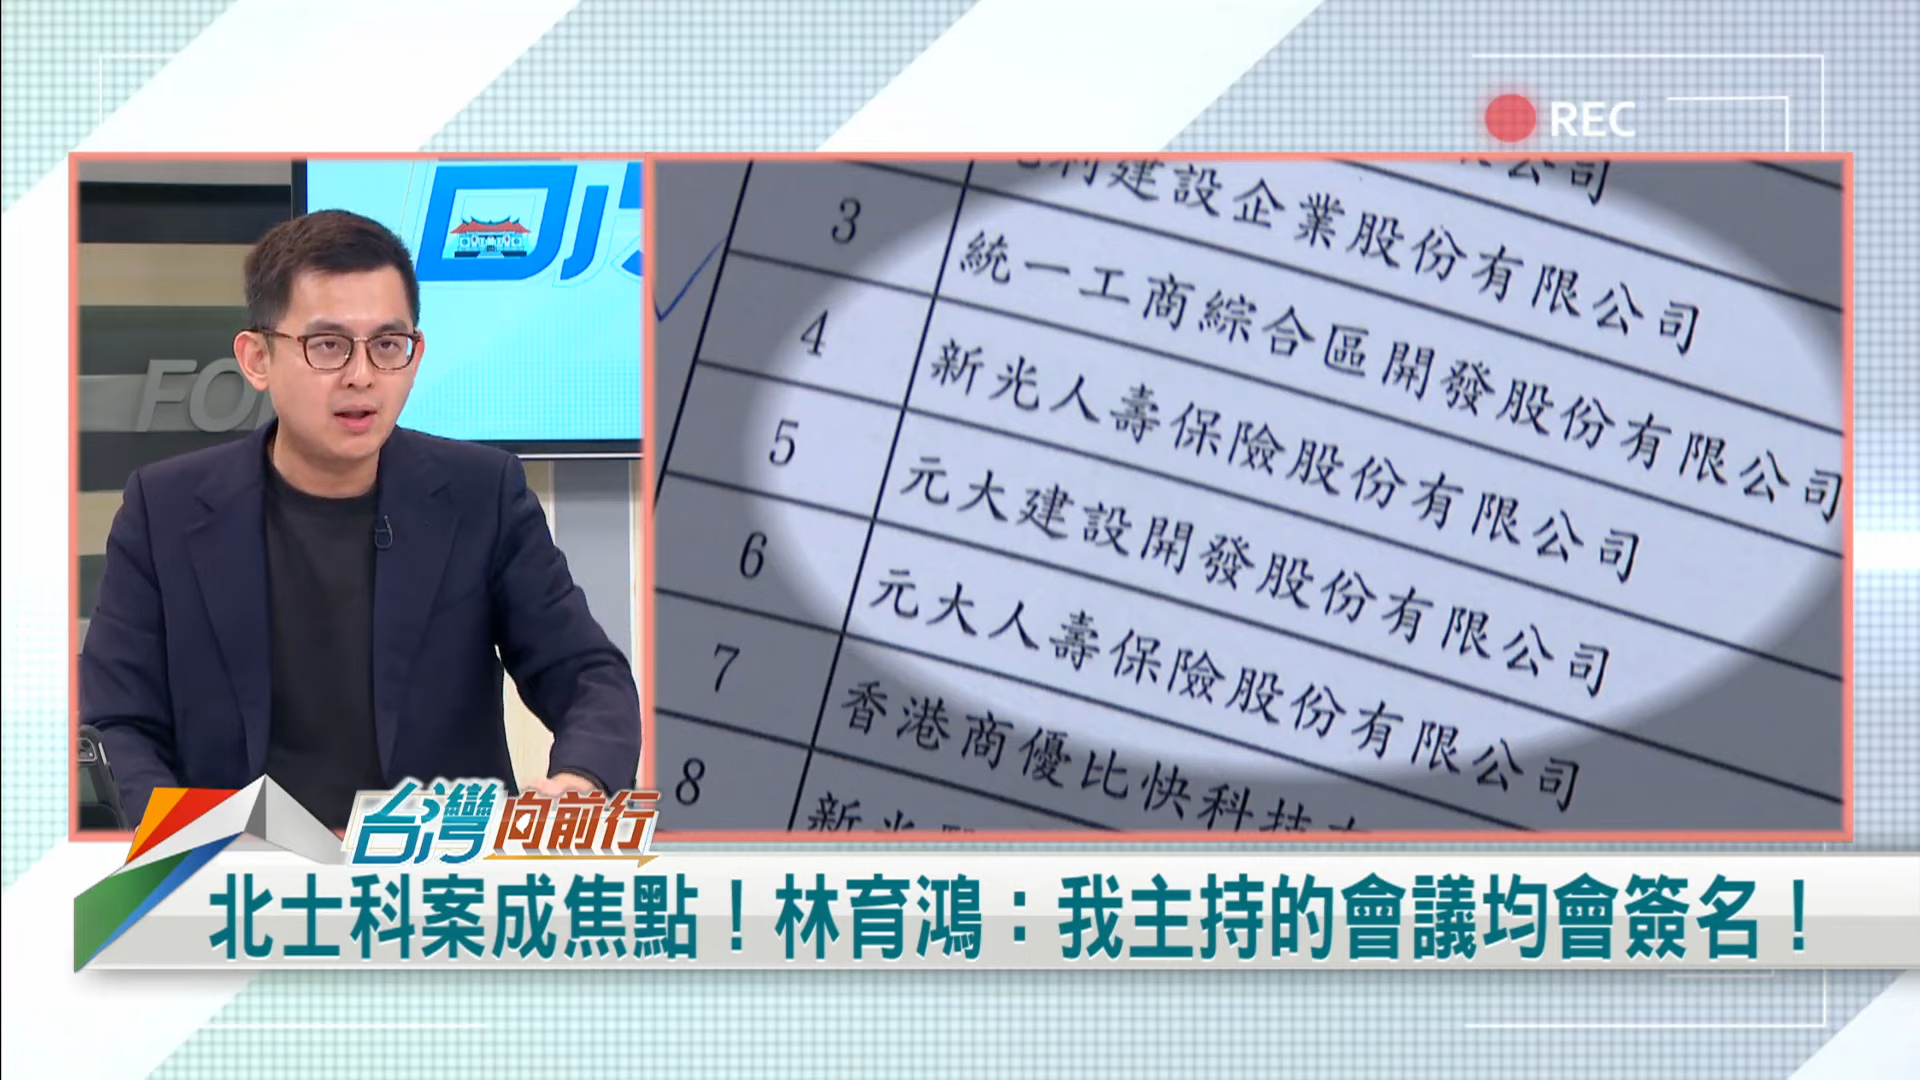 REC
公司
3
建設企業股份有限公司
4
統一工商綜合區開發股份有限公司
5
新光人壽保險股份有限公司
6
元大建設開發股份有限公司
7
元大人壽保險股份有限公司
8
香港商優比快科技
新光
FO
台灣向前行
北士科案成焦點！林育鴻：我主持的會議均會簽名！